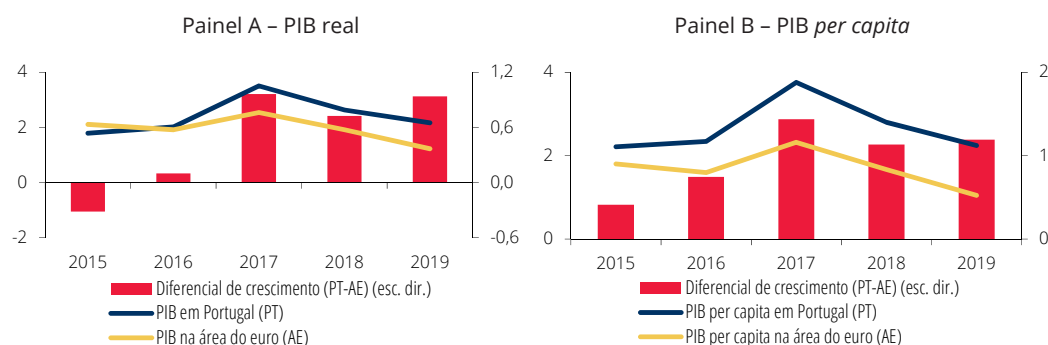 Painel A – PIB real
4
2
0
-2
1,2
0,6
0,0
-0,6
2015 2016 2017 2018 2019
Diferencial de crescimento (PT-AE) (esc. dir.)
PIB em Portugal (PT)
PIB na área do euro (AE)
Painel B – PIB per capita
4
2
0
2
1
0
2015 2016 2017 2018 2019
Diferencial de crescimento (PT-AE) (esc. dir.)
PIB per capita em Portugal (PT)
PIB per capita na área do euro (AE)